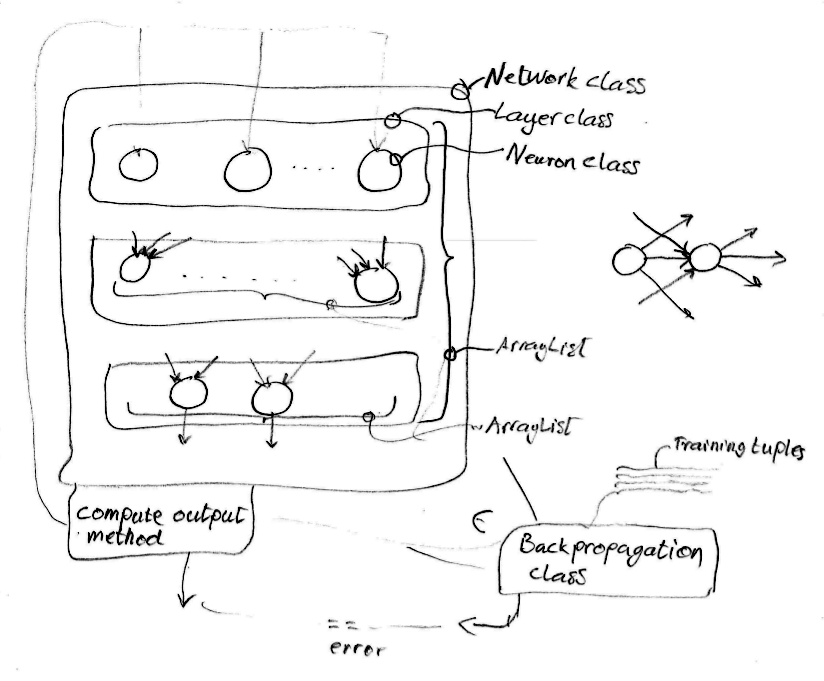 Network class
Layer class
Neuron class
ArrayList
ArrayList
Training tuples
compute output
method
Backpropagation
class
error